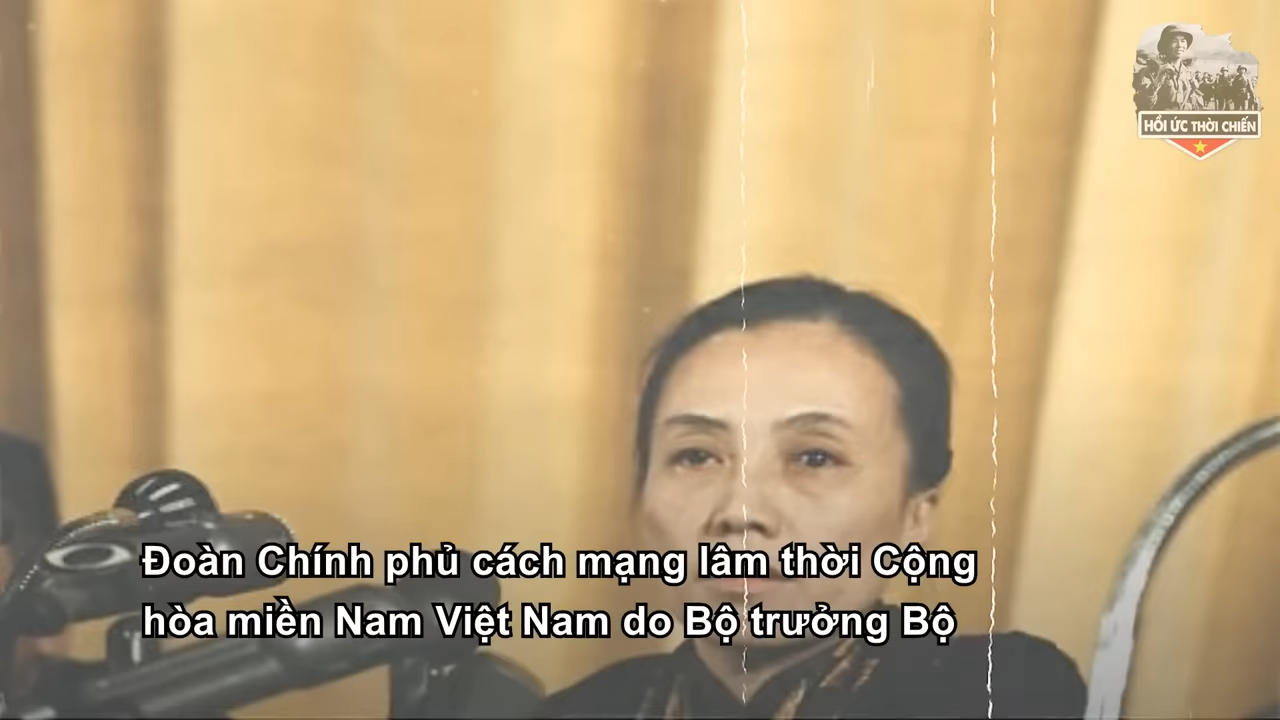 HỒI ỨC THỜI CHIẾN
Đoàn Chính phủ cách mạng lâm thời Cộng
hòa miền Nam Việt Nam do Bộ trưởng Bộ